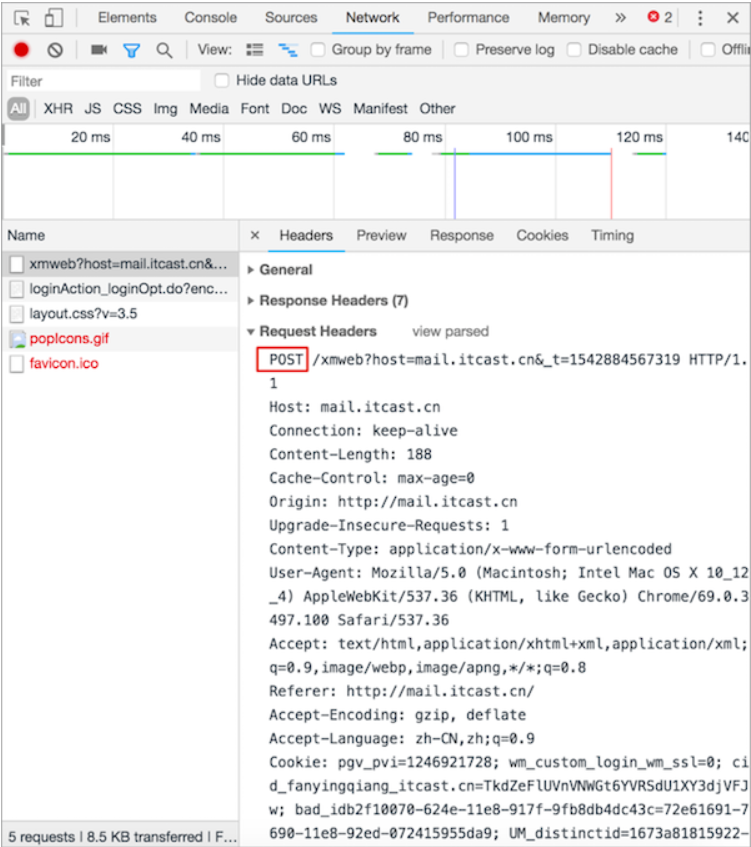 Elements Console Sources Network Performance Memory » 2
View: Group by frame Preserve log Disable cache
Filter Hide data URLs
All XHR JS CSS Img Media Font Doc WS Manifest Other
20 ms 40 ms 60 ms 80 ms 100 ms 120 ms 140
Name
xmweb?host=mail.itcast.cn&...
loginAction_loginOpt.do?enc...
layout.css?v=3.5
popIcons.gif
favicon.ico
5 requests | 8.5 KB transferred | F...
× Headers Preview Response Cookies Timing
General
Response Headers (7)
Request Headers view parsed
POST /xmweb?host=mail.itcast.cn&_t=1542884567319 HTTP/1.
1
Host: mail.itcast.cn
Connection: keep-alive
Content-Length: 188
Cache-Control: max-age=0
Origin: http://mail.itcast.cn
Upgrade-Insecure-Requests: 1
Content-Type: application/x-www-form-urlencoded
User-Agent: Mozilla/5.0 (Macintosh; Intel Mac OS X 10_12
_4) AppleWebKit/537.36 (KHTML, like Gecko) Chrome/69.0.3
497.100 Safari/537.36
Accept: text/html,application/xhtml+xml,application/xml;
q=0.9,image/webp,image/apng,*/*;q=0.8
Referer: http://mail.itcast.cn/
Accept-Encoding: gzip, deflate
Accept-Language: zh-CN,zh;q=0.9
Cookie: pgv_pvi=1246921728; wm_custom_login_wm_ssl=0; ci
d_fanyingqiang_itcast.cn=TkdZeFlUVnVNWGt6YVRSdU1XY3djVFJ
w; bad_idb2f10070-624e-11e8-917f-9fb8db4dc43c=72e61691-7
690-11e8-92ed-072415955da9; UM_distinctid=1673a81815922-